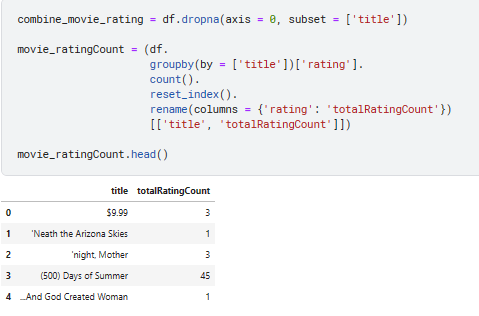 combine_movie_rating = df.dropna(axis = 0, subset = ['title'])
movie_ratingCount = (df.
groupby(by = ['title'])['rating'].
count().
reset_index().
rename(columns = {'rating': 'totalRatingCount'})
[['title', 'totalRatingCount']])
movie_ratingCount.head()
title totalRatingCount
0 $9.99 3
1 'Neath the Arizona Skies 1
2 'night, Mother 3
3 (500) Days of Summer 45
4 ...And God Created Woman 1